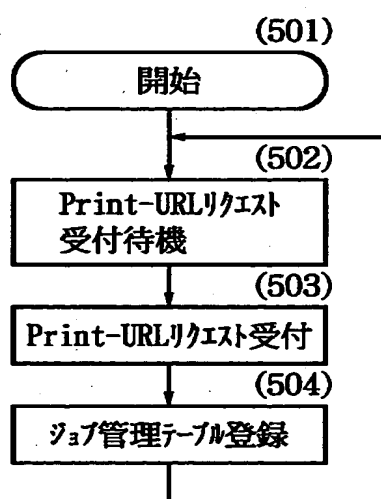 (501)
開始
(502)
Print-URLﾘｸｴｽﾄ
受付待機
(503)
Print-URLﾘｸｴｽﾄ受付
(504)
ｼﾞｮﾌﾞ管理ﾃｰﾌﾞﾙ登録